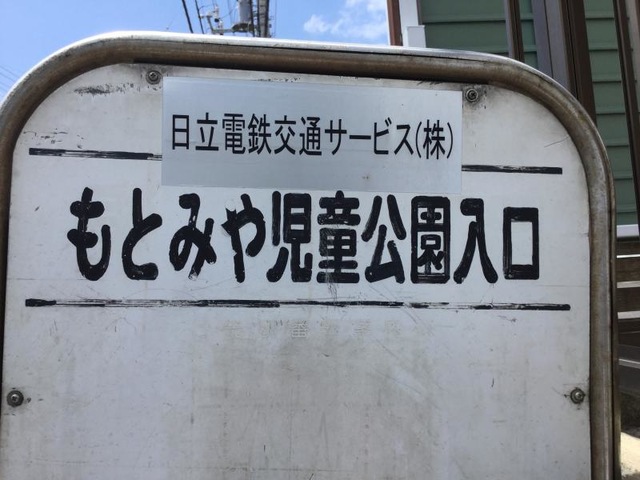 日立電鉄交通サービス(株)
もとみや児童公園入口